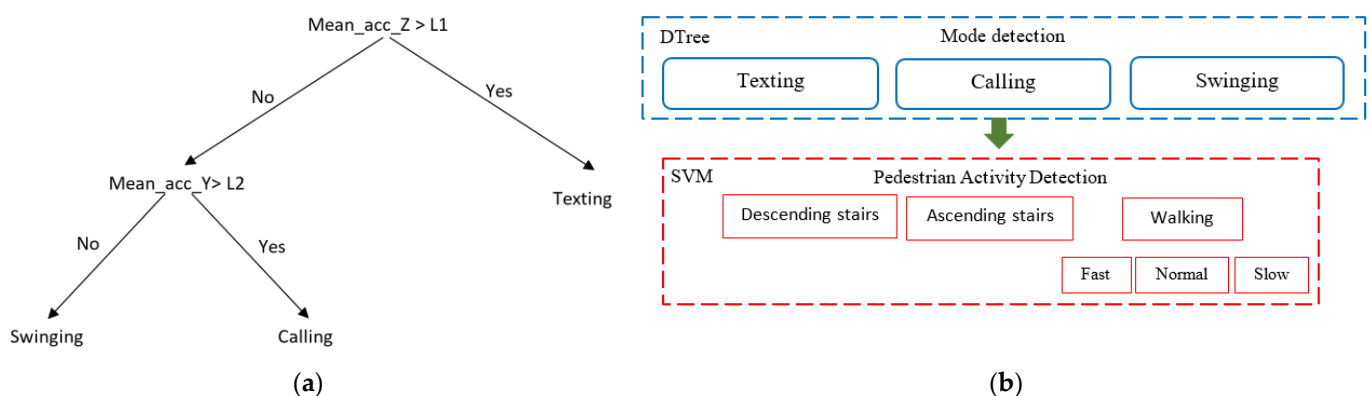 Mean_acc_Z > L1
No
Yes
Mean_acc_Y> L2
Texting
No
Yes
Swinging
Calling
(a)
DTree
Mode detection
Texting
Calling
Swinging
SVM
Pedestrian Activity Detection
Descending stairs
Ascending stairs
Walking
Fast
Normal
Slow
(b)